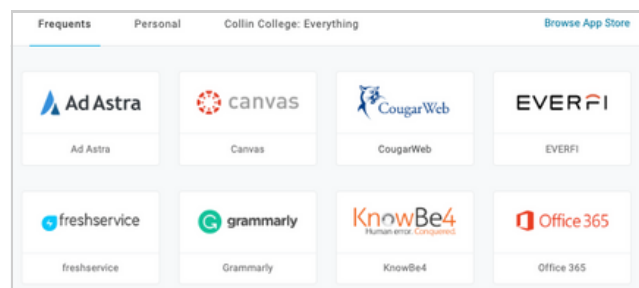 Frequents Personal Collin College: Everything Browse App Store
Ad Astra canvas CougarWeb EVERFI
Ad Astra Canvas CougarWeb EVERFI
freshservice grammarly KnowBe4 Office 365
Human error. Conquered.
freshservice Grammarly KnowBe4 Office 365